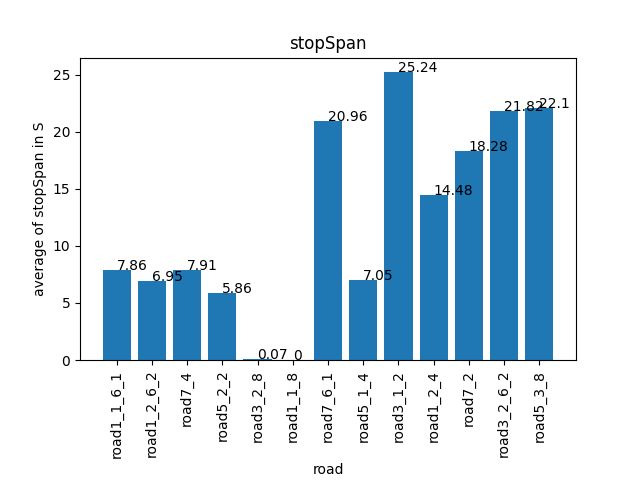 stopSpan
average of stopSpan in S
25
20
15
10
5
0
7.86
6.95
7.91
5.86
0.07
0
20.96
7.05
25.24
14.48
18.28
21.82
22.1
road1_1_6_1
road1_2_6_2
road7_4
road5_2_2
road3_2_8
road1_1_8
road7_6_1
road5_1_4
road3_1_2
road1_2_4
road7_2
road3_2_6_2
road5_3_8
road